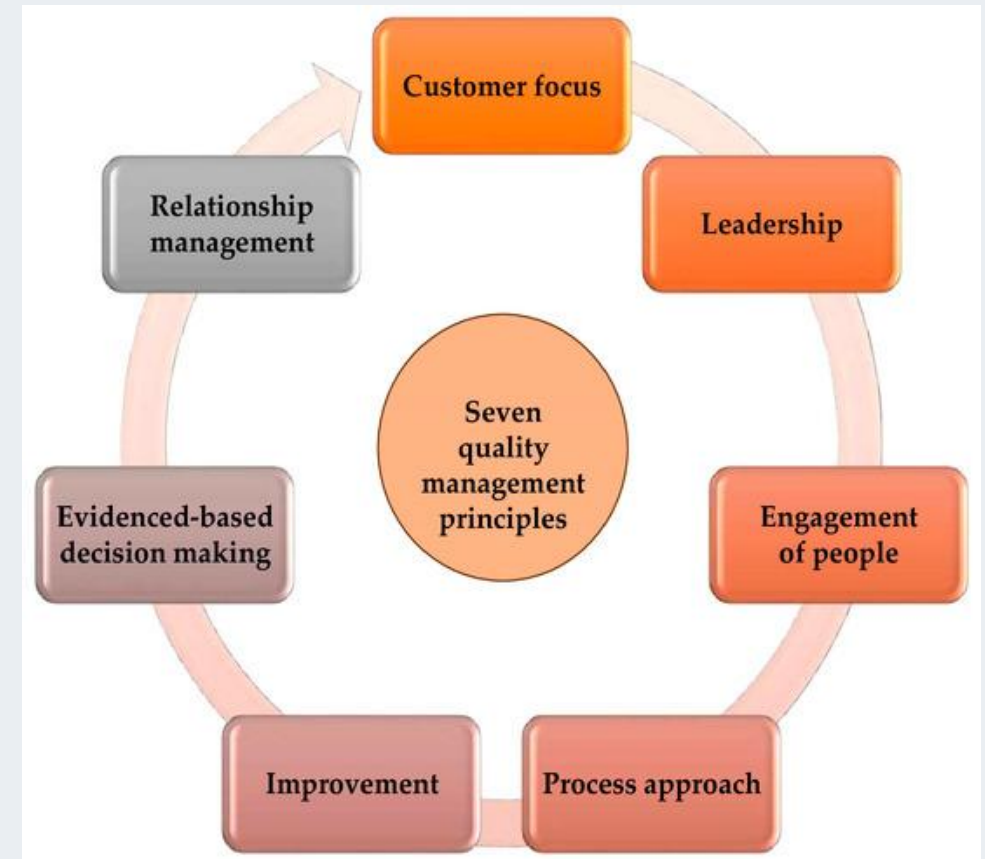 Customer focus
Leadership
Engagement
of people
Process approach
Improvement
Evidenced-based
decision making
Relationship
management
Seven
quality
management
principles